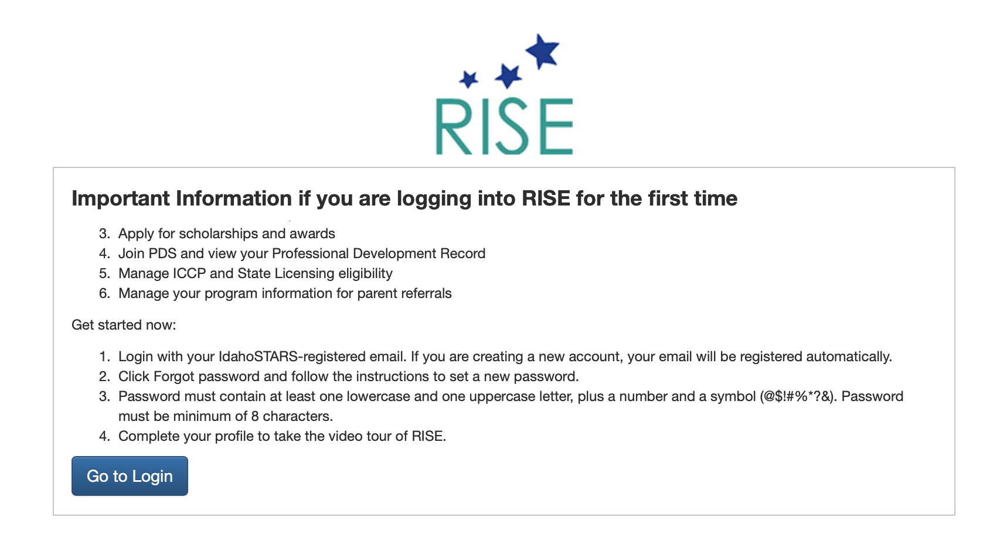 RISE
Important Information if you are logging into RISE for the first time
3. Apply for scholarships and awards
4. Join PDS and view your Professional Development Record
5. Manage ICCP and State Licensing eligibility
6. Manage your program information for parent referrals
Get started now:
1. Login with your IdahoSTARS-registered email. If you are creating a new account, your email will be registered automatically.
2. Click Forgot password and follow the instructions to set a new password.
3. Password must contain at least one lowercase and one uppercase letter, plus a number and a symbol (@$!#%*?&). Password
must be minimum of 8 characters.
4. Complete your profile to take the video tour of RISE.
Go to Login